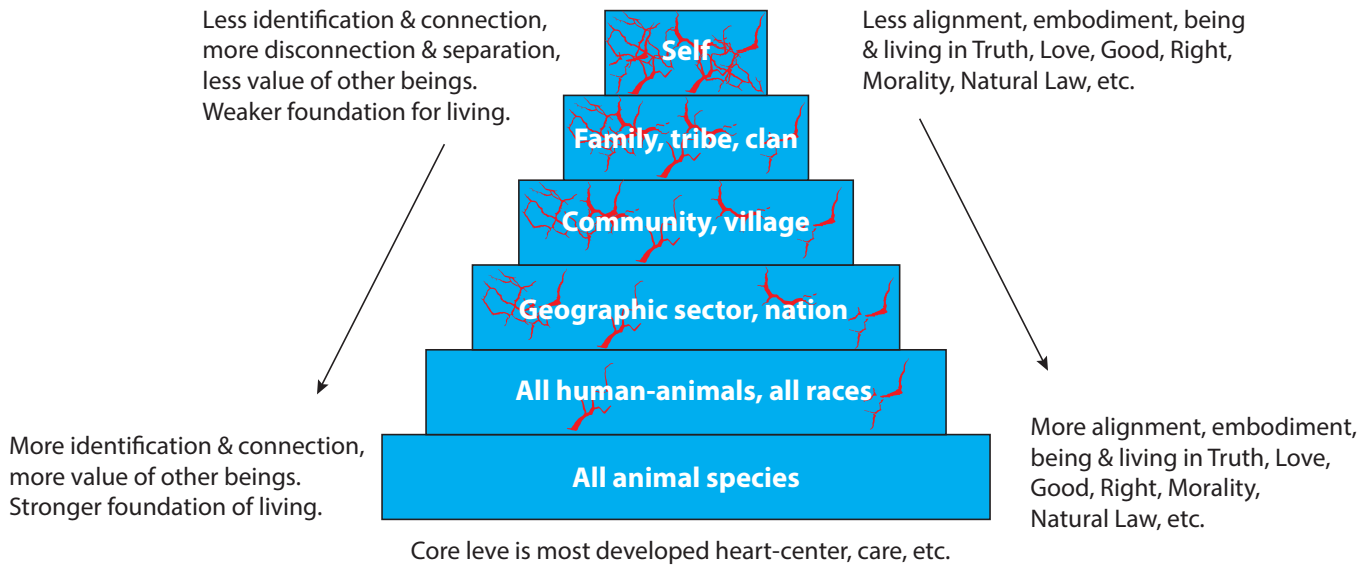 Less identification & connection,
more disconnection & separation,
less value of other beings.
Weaker foundation for living.
Less alignment, embodiment, being
& living in Truth, Love, Good, Right,
Morality, Natural Law, etc.
Self
Family, tribe, clan
Community, village
Geographic sector, nation
All human-animals, all races
All animal species
More identification & connection,
more value of other beings.
Stronger foundation of living.
More alignment, embodiment,
being & living in Truth, Love,
Good, Right, Morality,
Natural Law, etc.
Core leve is most developed heart-center, care, etc.